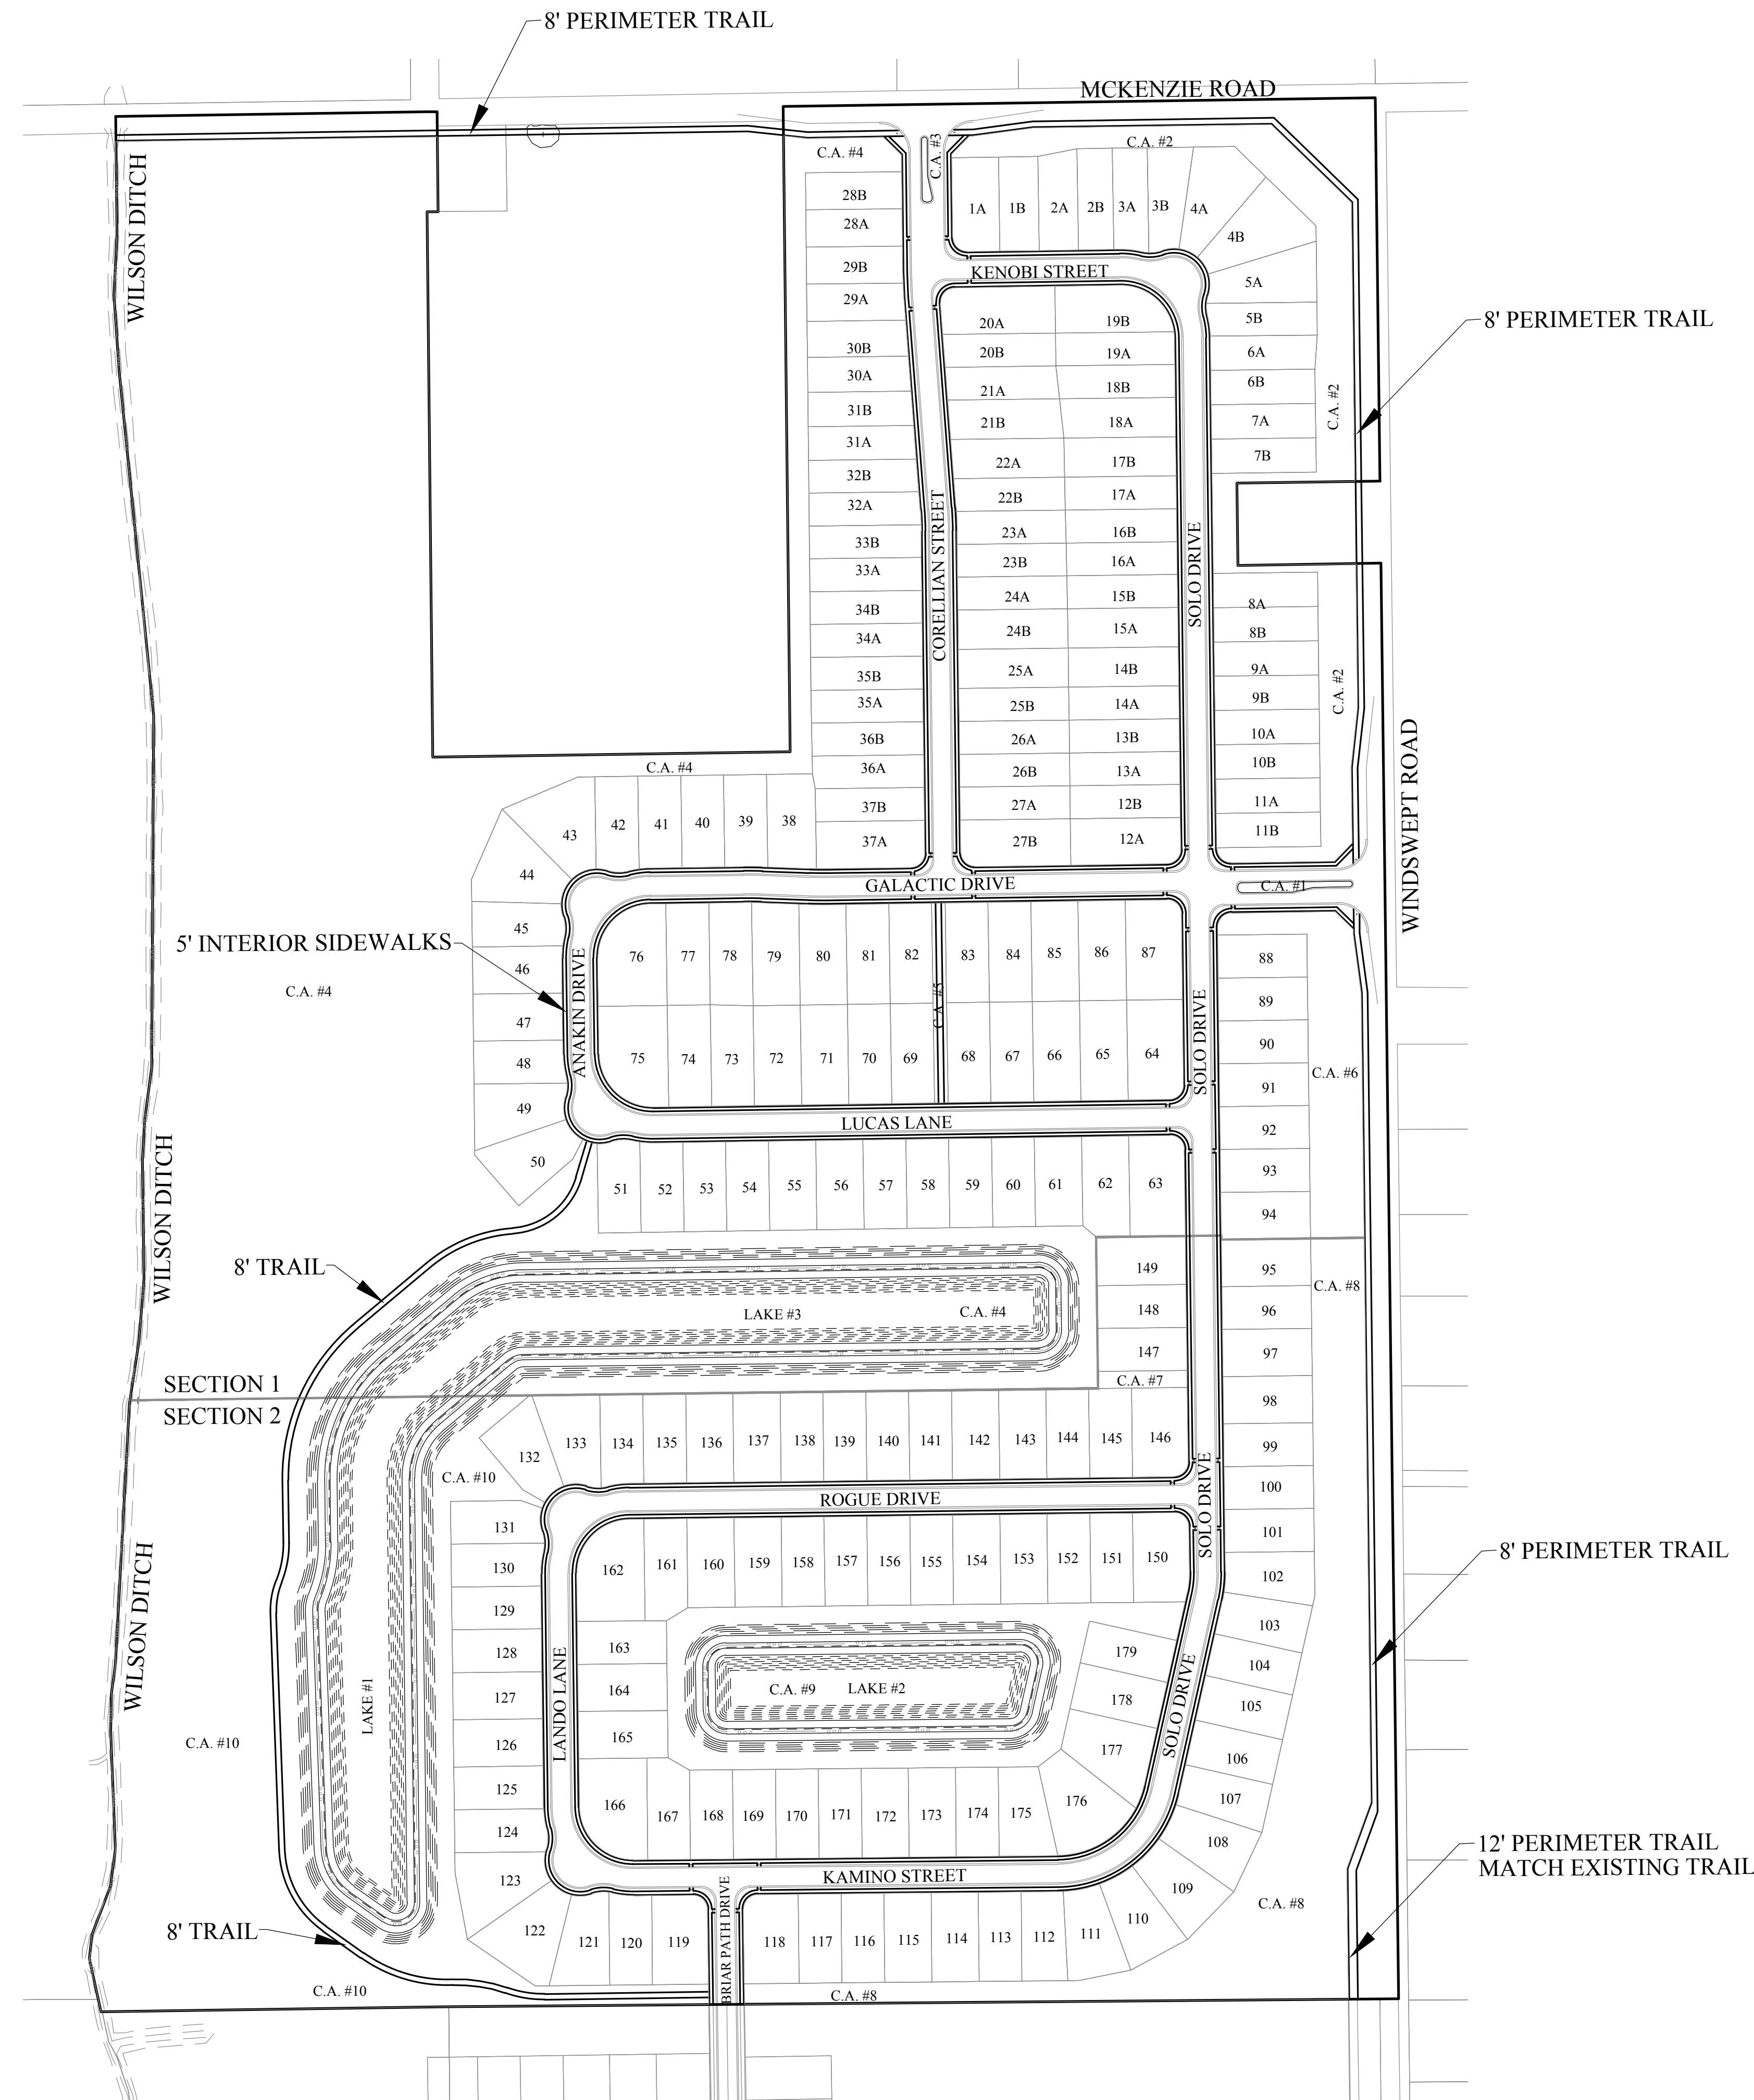 8' PERIMETER TRAIL
MCKENZIE ROAD
WILSON DITCH
C.A. #4
C.A. #3
C.A. #2
28B
28A
29B
29A
30B
30A
31B
31A
32B
32A
33B
33A
34B
34A
35B
35A
36B
36A
37B
37A
1A 1B 2A 2B 3A 3B 4A
4B
5A
5B
6A
6B
7A
7B
KENOBI STREET
8' PERIMETER TRAIL
C.A. #2
20A 19B
20B 19A
21A 18B
21B 18A
22A 17B
22B 17A
23A 16B
23B 16A
24A 15B
24B 15A
25A 14B
25B 14A
26A 13B
26B 13A
27A 12B
27B 12A
CORELLIAN STREET
SOLO DRIVE
8A
8B
9A
9B
10A
10B
11A
11B
C.A. #2
WINDSWEPT ROAD
C.A. #4
43 42 41 40 39 38
44
45
46
47
48
49
50
GALACTIC DRIVE
C.A. #1
5' INTERIOR SIDEWALKS
C.A. #4
ANAKIN DRIVE
76 77 78 79 80 81 82 83 84 85 86 87
C.A. #5
75 74 73 72 71 70 69 68 67 66 65 64
SOLO DRIVE
88
89
90
91
92
93
94
C.A. #6
LUCAS LANE
WILSON DITCH
51 52 53 54 55 56 57 58 59 60 61 62 63
8' TRAIL
LAKE #3
C.A. #4
149
148
147
C.A. #7
95
96
97
98
99
100
101
102
C.A. #8
SECTION 1
SECTION 2
132 133 134 135 136 137 138 139 140 141 142 143 144 145 146
C.A. #10
ROGUE DRIVE
SOLO DRIVE
131
130
129
128
127
126
125
124
123
122
WILSON DITCH
LAKE #1
C.A. #10
LANDO LANE
162 161 160 159 158 157 156 155 154 153 152 151 150
163
164
165
C.A. #9
LAKE #2
179
178
177
176
SOLO DRIVE
103
104
105
106
107
108
109
110
8' PERIMETER TRAIL
166 167 168 169 170 171 172 173 174 175
KAMINO STREET
12' PERIMETER TRAIL
MATCH EXISTING TRAIL
BRIAR PATH DRIVE
121 120 119 118 117 116 115 114 113 112 111
C.A. #8
8' TRAIL
C.A. #10
C.A. #8